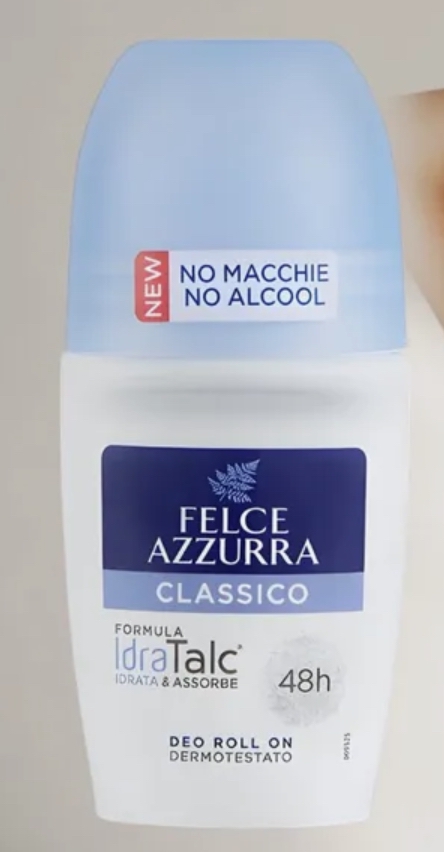 NEW
NO MACCHIE
NO ALCOOL
FELCE
AZZURRA
CLASSICO
FORMULA
IdraTalc
IDRATA & ASSORBE
48h
DEO ROLL ON
DERMOTESTATO